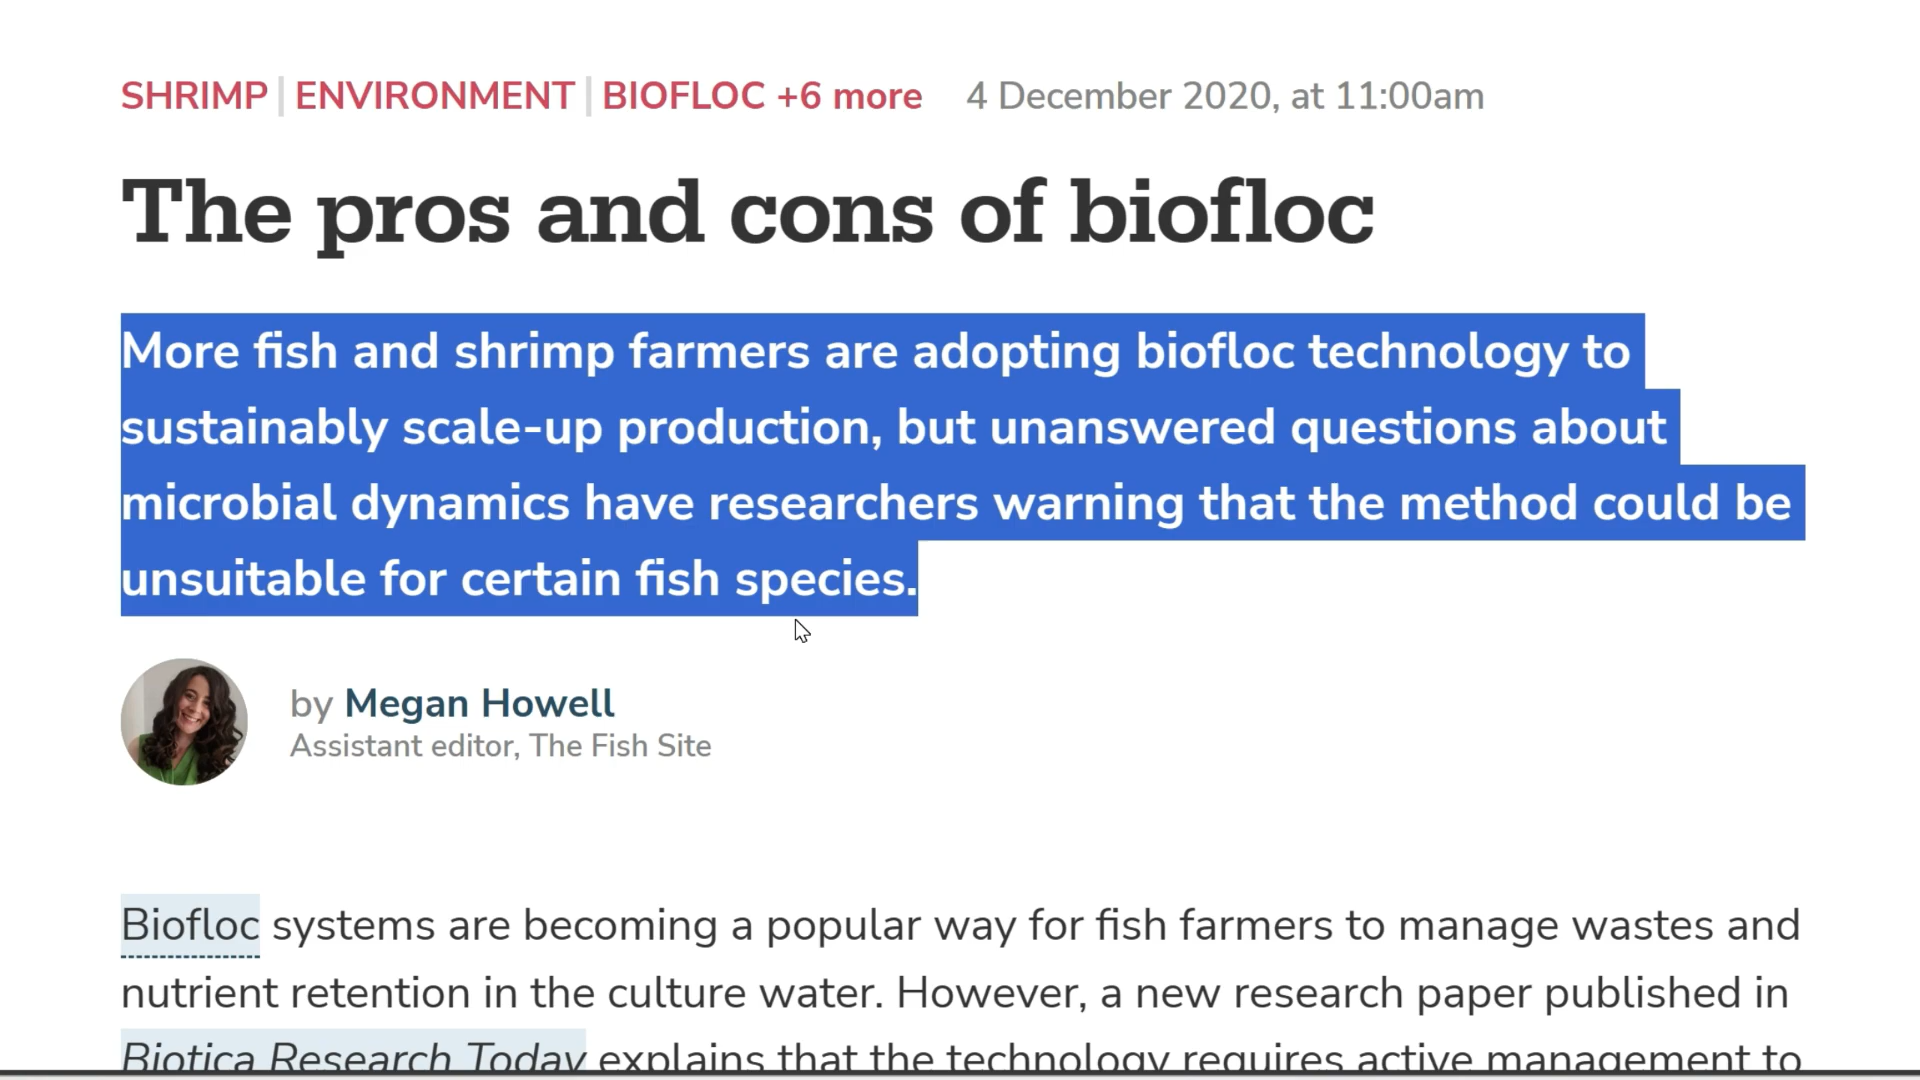 SHRIMP | ENVIRONMENT | BIOFLOC +6 more 4 December 2020, at 11:00am
The pros and cons of biofloc
More fish and shrimp farmers are adopting biofloc technology to
sustainably scale-up production, but unanswered questions about
microbial dynamics have researchers warning that the method could be
unsuitable for certain fish species.
by Megan Howell
Assistant editor, The Fish Site
Biofloc systems are becoming a popular way for fish farmers to manage wastes and
nutrient retention in the culture water. However, a new research paper published in
Biotica Research Today explains that the technology requires active management to